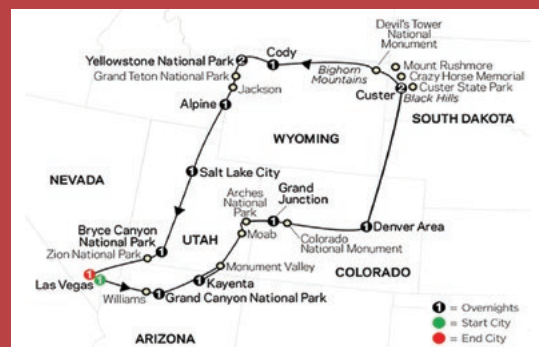 Devil's Tower
National
Monument
Yellowstone National Park
2
Cody
1
Grand Teton National Park
Jackson
Bighorn
Mountains
Mount Rushmore
Crazy Horse Memorial
Custer State Park
Custer
2
Black Hills
Alpine
1
WYOMING
SOUTH DAKOTA
1
Salt Lake City
NEVADA
Arches
National
Park
Grand
Junction
1
Bryce Canyon
National Park
1
UTAH
Zion National Park
Moab
Colorado
National Monument
1
Denver Area
1
Las Vegas
1
Monument Valley
COLORADO
Williams
1
Kayenta
1
Grand Canyon National Park
ARIZONA
1 = Overnights
1 = Start City
1 = End City